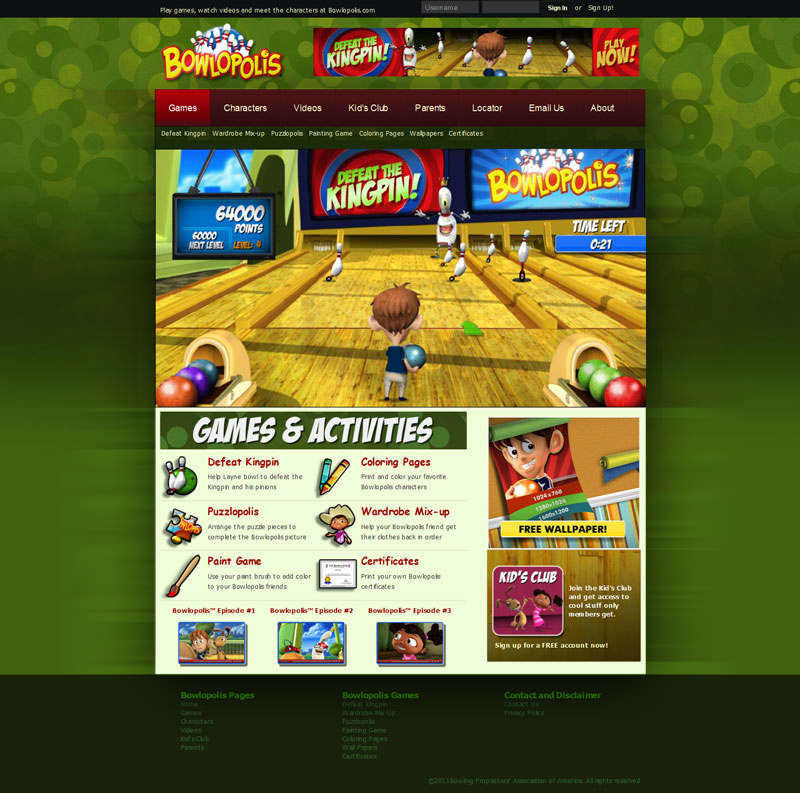 Play games, watch videos and meet the characters at Bowlopolis.com
Username
Sign In or Sign Up!
BOWLOPOLIS
DEFEAT THE KINGPIN!
PLAY NOW!
Games Characters Videos Kid's Club Parents Locator Email Us About
Defeat Kingpin Wardrobe Mix-up Puzzlopolis Painting Game Coloring Pages Wallpapers Certificates
DEFEAT THE
KINGPIN!
BOWLOPOLIS
64000
POINTS
60000
NEXT LEVEL LEVEL: 4
TIME LEFT
0:21
GAMES & ACTIVITIES
Defeat Kingpin
Help Layne bowl to defeat the
Kingpin and his pinions
Coloring Pages
Print and color your favorite
Bowlopolis characters
Puzzlopolis
Arrange the puzzle pieces to
complete the Bowlopolis picture
Wardrobe Mix-up
Help your Bowlopolis friend get
their clothes back in order
Paint Game
Use your paint brush to add color
to your Bowlopolis friends
Certificates
Print your own Bowlopolis
certificates
Bowlopolis™ Episode #1 Bowlopolis™ Episode #2 Bowlopolis™ Episode #3
1024x768
1280x1024
1600x1200
FREE WALLPAPER!
KID'S CLUB
Join the Kid's Club
and get access to
cool stuff only
members get.
Sign up for a FREE account now!
Bowlopolis Pages
Home
Games
Characters
Videos
Kid's Club
Parents
Bowlopolis Games
Defeat Kingpin
Wardrobe Mix-Up
Puzzlopolis
Painting Game
Coloring Pages
Wall Papers
Certificates
Contact and Disclaimer
Contact Us
Privacy Policy
©2011Bowling Proprietors' Association of America. All rights reserved